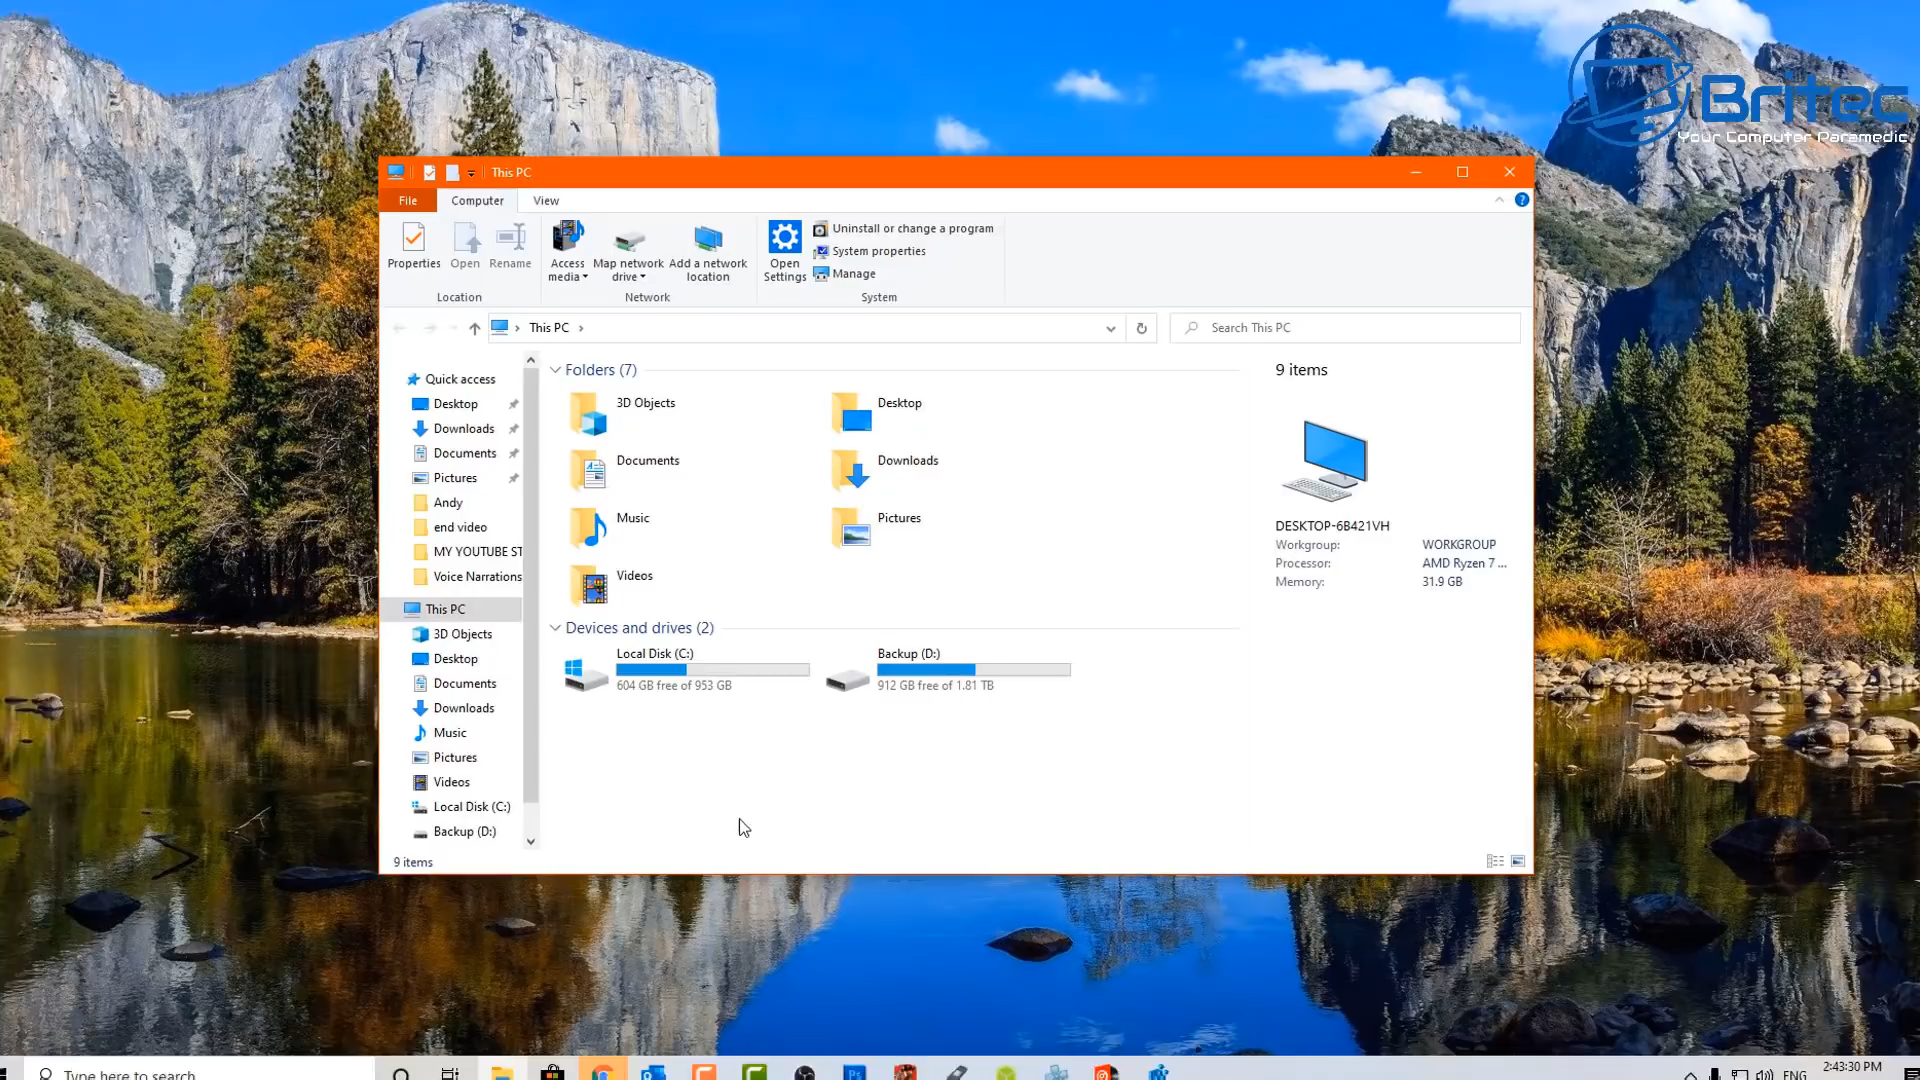 Britec
Your Computer Paramedic
This PC
File
Computer
View
Properties
Open
Rename
Access media
Map network drive
Add a network location
Open Settings
Uninstall or change a program
System properties
Manage
Location
Network
System
This PC
Search This PC
Quick access
Desktop
Downloads
Documents
Pictures
Andy
end video
MY YOUTUBE ST
Voice Narrations
This PC
3D Objects
Desktop
Documents
Downloads
Music
Pictures
Videos
Local Disk (C:)
Backup (D:)
9 items
Folders (7)
3D Objects
Desktop
Documents
Downloads
Music
Pictures
Videos
Devices and drives (2)
Local Disk (C:)
604 GB free of 953 GB
Backup (D:)
912 GB free of 1.81 TB
9 items
DESKTOP-6B421VH
Workgroup: WORKGROUP
Processor: AMD Ryzen 7 ...
Memory: 31.9 GB
Type here to search
Ps
ENG
2:43:30 PM